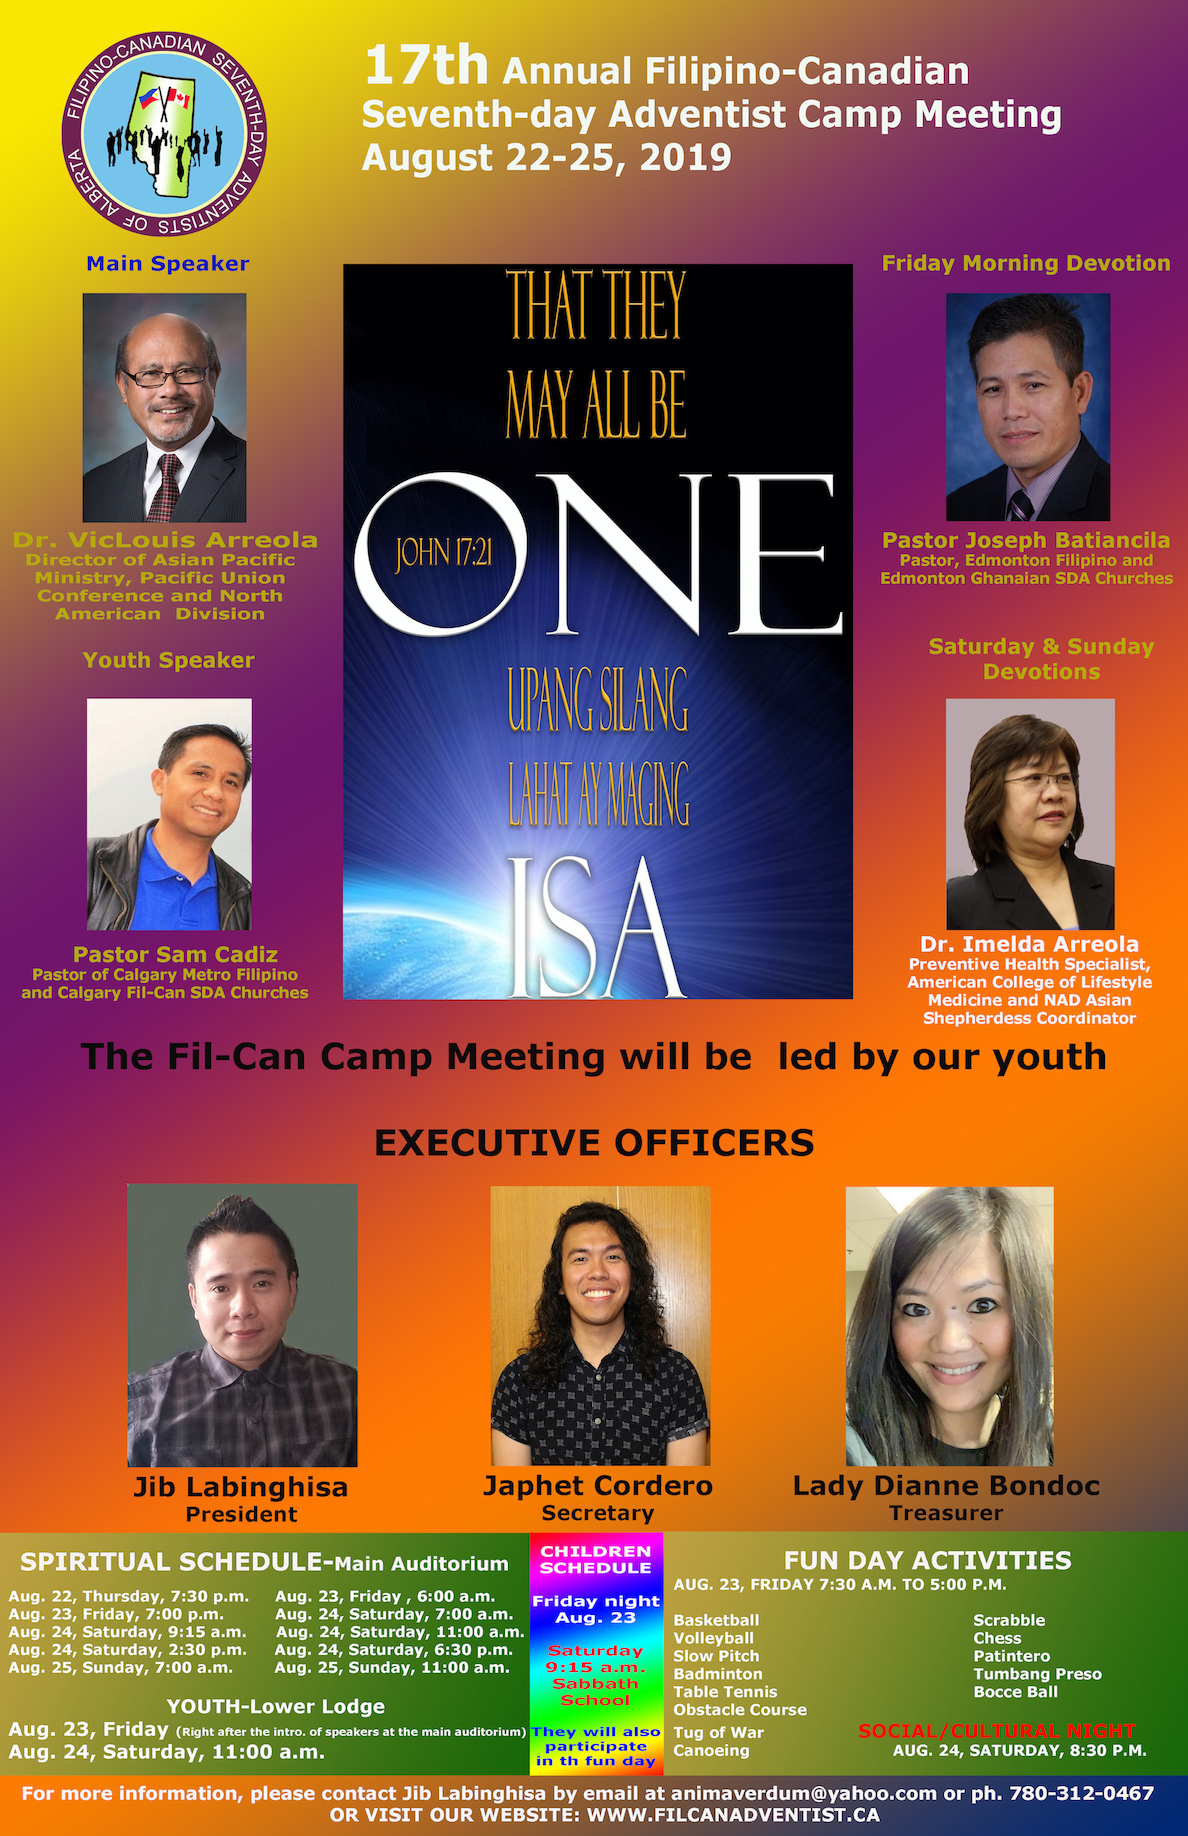 FILIPINO-CANADIAN SEVENTH-DAY ADVENTISTS OF ALBERTA
17th Annual Filipino-Canadian
Seventh-day Adventist Camp Meeting
August 22-25, 2019
Main Speaker
Dr. VicLouis Arreola
Director of Asian Pacific
Ministry, Pacific Union
Conference and North
American Division
Youth Speaker
Pastor Sam Cadiz
Pastor of Calgary Metro Filipino
and Calgary Fil-Can SDA Churches
THAT THEY
MAY ALL BE
ONE
JOHN 17:21
UPANG SILANG
LAHAT AY MAGING
ISA
Friday Morning Devotion
Pastor Joseph Batiancila
Pastor, Edmonton Filipino and
Edmonton Ghanaian SDA Churches
Saturday & Sunday
Devotions
Dr. Imelda Arreola
Preventive Health Specialist,
American College of Lifestyle
Medicine and NAD Asian
Shepherdess Coordinator
The Fil-Can Camp Meeting will be led by our youth
EXECUTIVE OFFICERS
Jib Labinghisa
President
Japhet Cordero
Secretary
Lady Dianne Bondoc
Treasurer
SPIRITUAL SCHEDULE-Main Auditorium
Aug. 22, Thursday, 7:30 p.m. Aug. 23, Friday , 6:00 a.m.
Aug. 23, Friday, 7:00 p.m. Aug. 24, Saturday, 7:00 a.m.
Aug. 24, Saturday, 9:15 a.m. Aug. 24, Saturday, 11:00 a.m.
Aug. 24, Saturday, 2:30 p.m. Aug. 24, Saturday, 6:30 p.m.
Aug. 25, Sunday, 7:00 a.m. Aug. 25, Sunday, 11:00 a.m.
YOUTH-Lower Lodge
Aug. 23, Friday (Right after the intro. of speakers at the main auditorium)
Aug. 24, Saturday, 11:00 a.m.
CHILDREN
SCHEDULE
Friday night
Aug. 23
Saturday
9:15 a.m.
Sabbath
School
They will also
participate
in th fun day
FUN DAY ACTIVITIES
AUG. 23, FRIDAY 7:30 A.M. TO 5:00 P.M.
Basketball
Volleyball
Slow Pitch
Badminton
Table Tennis
Obstacle Course
Tug of War
Canoeing
Scrabble
Chess
Patintero
Tumbang Preso
Bocce Ball
SOCIAL/CULTURAL NIGHT
AUG. 24, SATURDAY, 8:30 P.M.
For more information, please contact Jib Labinghisa by email at animaverdum@yahoo.com or ph. 780-312-0467
OR VISIT OUR WEBSITE: WWW.FILCANADVENTIST.CA